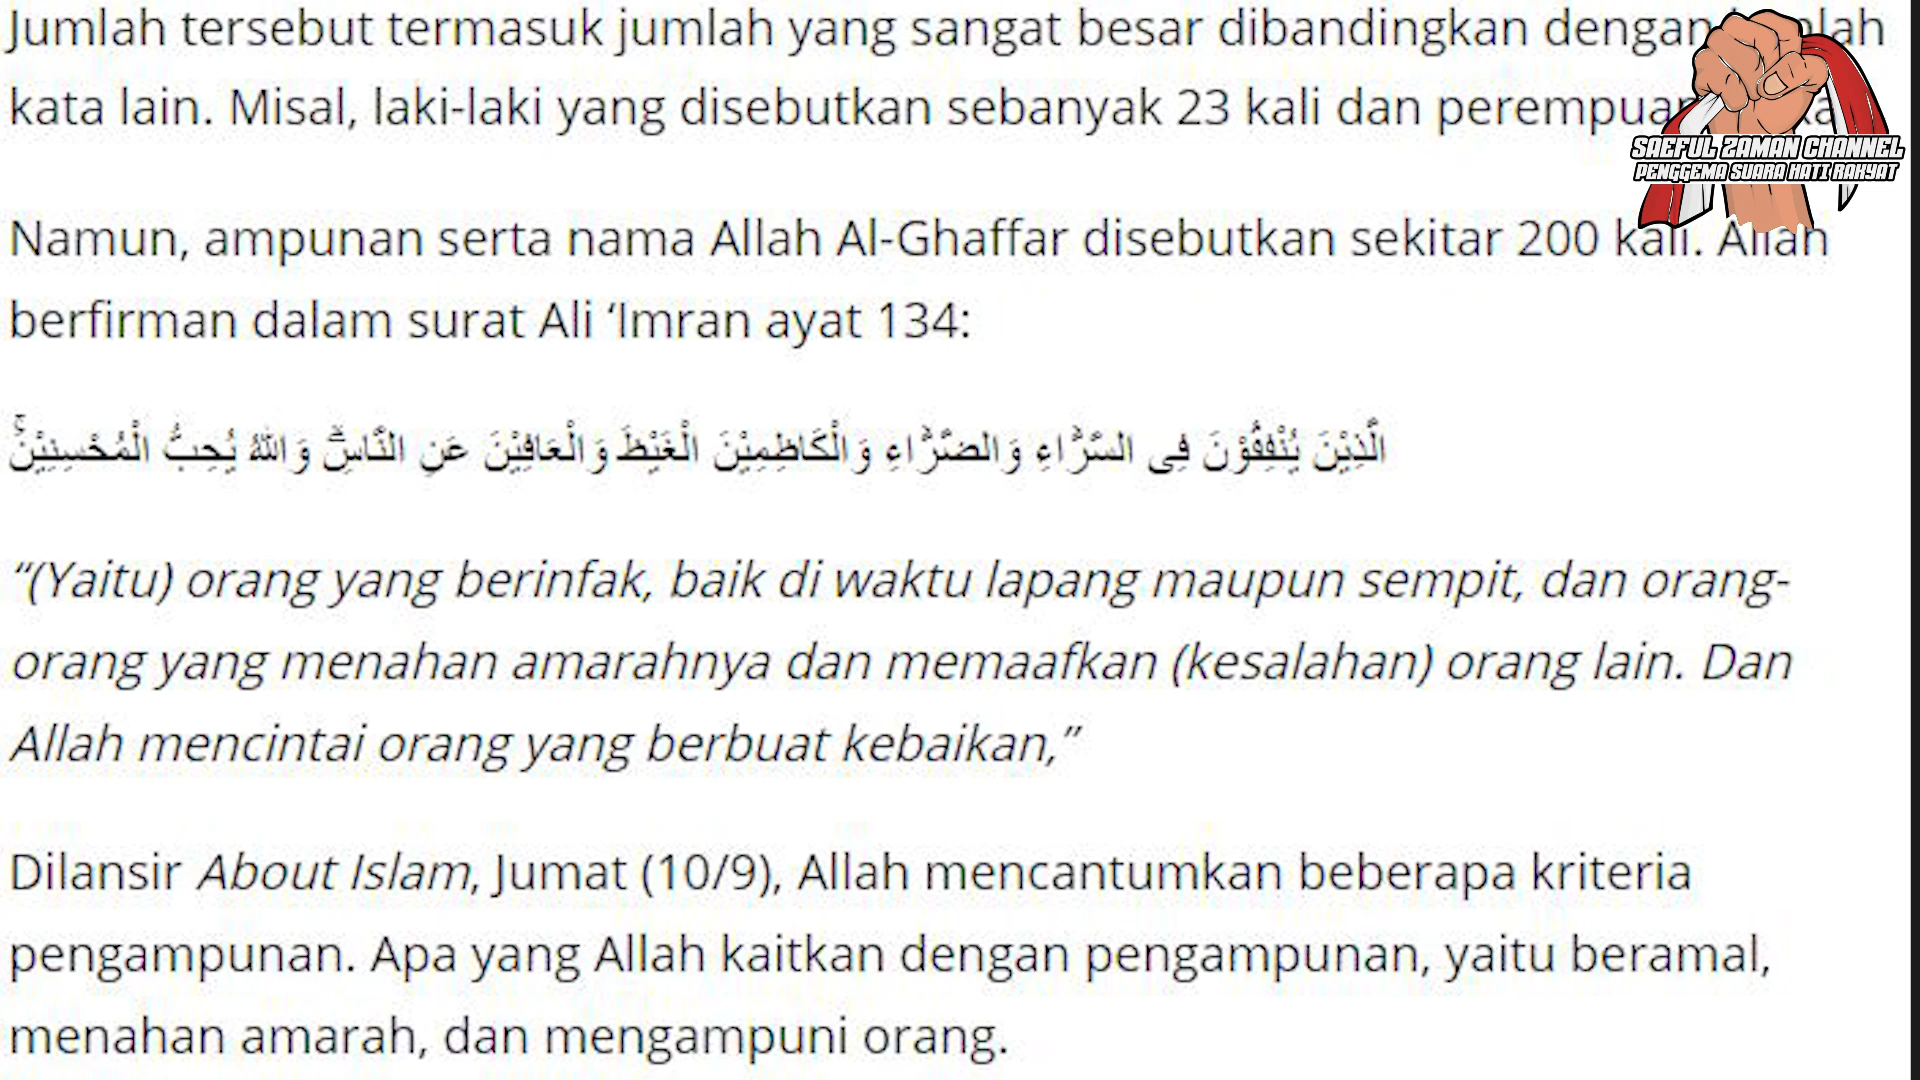 Jumlah tersebut termasuk jumlah yang sangat besar dibandingkan dengan
kata lain. Misal, laki-laki yang disebutkan sebanyak 23 kali dan
SAEFUL ZAMAN CHANNEL
PENGGEMA SUARA HATI RAKYAT
Namun, ampunan serta nama Allah Al-Ghaffar disebutkan sekitar 200 kali. Allah
berfirman dalam surat Ali ‘Imran ayat 134:
الَّذِيْنَ يُنْفِقُوْنَ فِى السَّرَّۤاءِ وَالضَّرَّۤاءِ وَالْكَاظِمِيْنَ الْغَيْظَ وَالْعَافِيْنَ عَنِ النَّاسِۗ وَاللّٰهُ يُحِبُّ الْمُحْسِنِيْنَۚ
“(Yaitu) orang yang berinfak, baik di waktu lapang maupun sempit, dan orang-
orang yang menahan amarahnya dan memaafkan (kesalahan) orang lain. Dan
Allah mencintai orang yang berbuat kebaikan,”
Dilansir About Islam, Jumat (10/9), Allah mencantumkan beberapa kriteria
pengampunan. Apa yang Allah kaitkan dengan pengampunan, yaitu beramal,
menahan amarah, dan mengampuni orang.